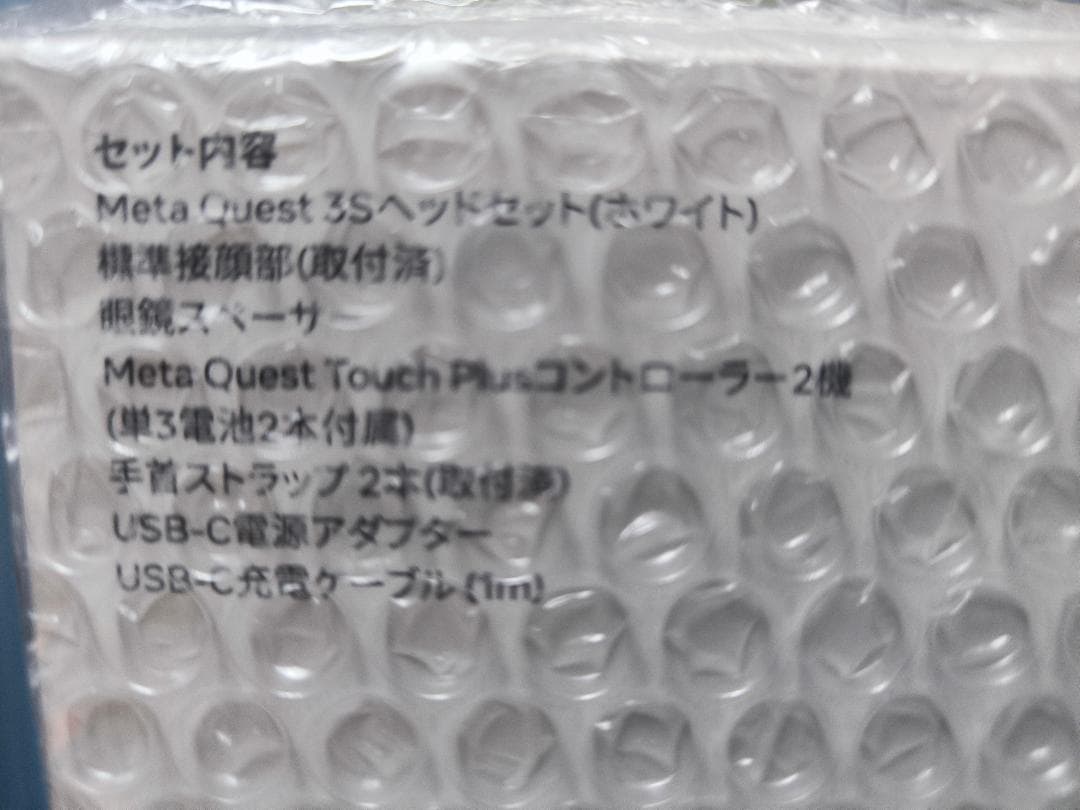 セット内容
Meta Quest 3Sヘッドセット(ホワイト)
標準接顔部(取付済)
眼鏡スペーサー
Meta Quest Touch Plusコントローラー2機
(単3電池2本付属)
手首ストラップ 2本(取付済)
USB-C電源アダプター
USB-C充電ケーブル(1m)